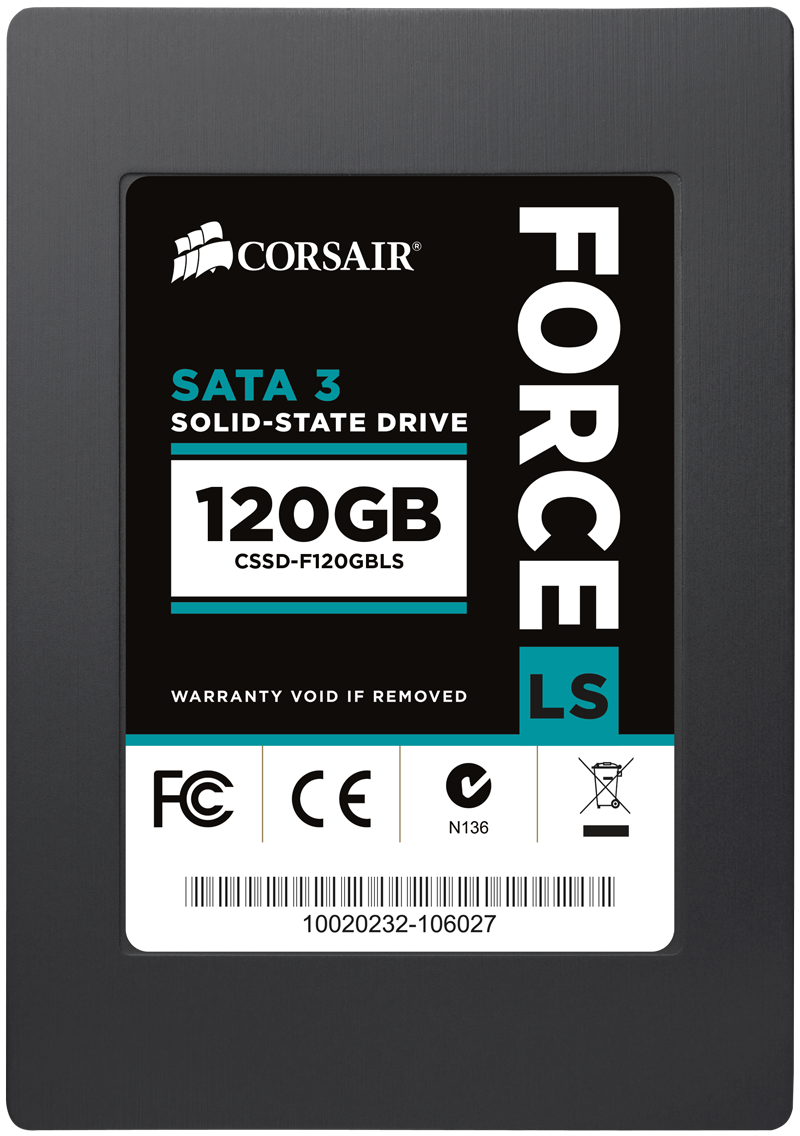 CORSAIR®
FORCE
LS
SATA 3
SOLID-STATE DRIVE
120GB
CSSD-F120GBLS
WARRANTY VOID IF REMOVED
FC
CE
N136
10020232-106027